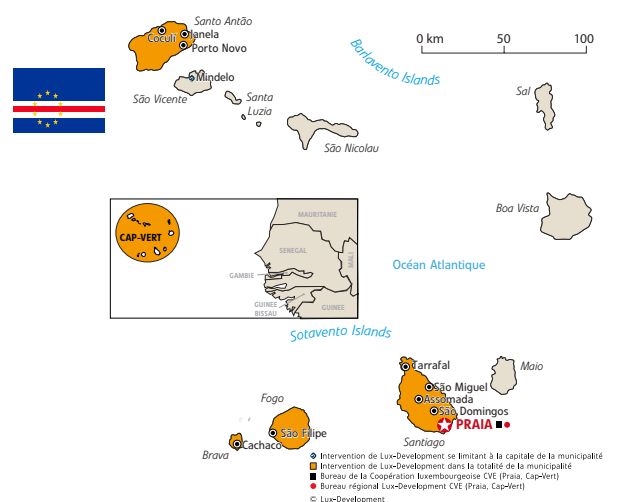 Santo Antão
Coculi
Janela
Porto Novo
Mindelo
São Vicente
Santa
Luzia
São Nicolau
Barlavento Islands
0 km 50 100
Sal
Boa Vista
CAP-VERT
MAURITANIE
SENEGAL
MALI
GAMBIE
GUINEE
BISSAU
GUINEE
Océan Atlantique
Sotavento Islands
Tarrafal
São Miguel
Assomada
São Domingos
PRAIA
Santiago
Maio
Fogo
São Filipe
Cachaco
Brava
Intervention de Lux-Development se limitant à la capitale de la municipalité
Intervention de Lux-Development dans la totalité de la municipalité
Bureau de la Coopération luxembourgeoise CVE (Praia, Cap-Vert)
Bureau régional Lux-Development CVE (Praia, Cap-Vert)
© Lux-Development